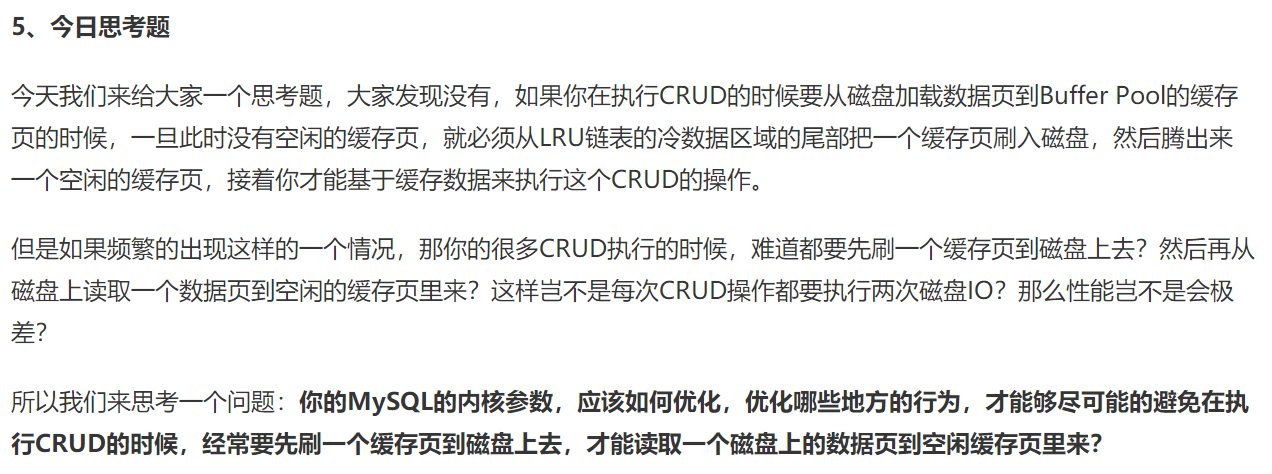 5、今日思考题
今天我们来给大家一个思考题，大家发现没有，如果你在执行CRUD的时候要从磁盘加载数据页到Buffer Pool的缓存
页的时候，一旦此时没有空闲的缓存页，就必须从LRU链表的冷数据区域的尾部把一个缓存页刷入磁盘，然后腾出来
一个空闲的缓存页，接着你才能基于缓存数据来执行这个CRUD的操作。
但是如果频繁的出现这样的一个情况，那你的很多CRUD执行的时候，难道都要先刷一个缓存页到磁盘上去？然后再从
磁盘上读取一个数据页到空闲的缓存页里来？这样岂不是每次CRUD操作都要执行两次磁盘IO？那么性能岂不是会极
差？
所以我们来思考一个问题：你的MySQL的内核参数，应该如何优化，优化哪些地方的行为，才能够尽可能的避免在执
行CRUD的时候，经常要先刷一个缓存页到磁盘上去，才能读取一个磁盘上的数据页到空闲缓存页里来？